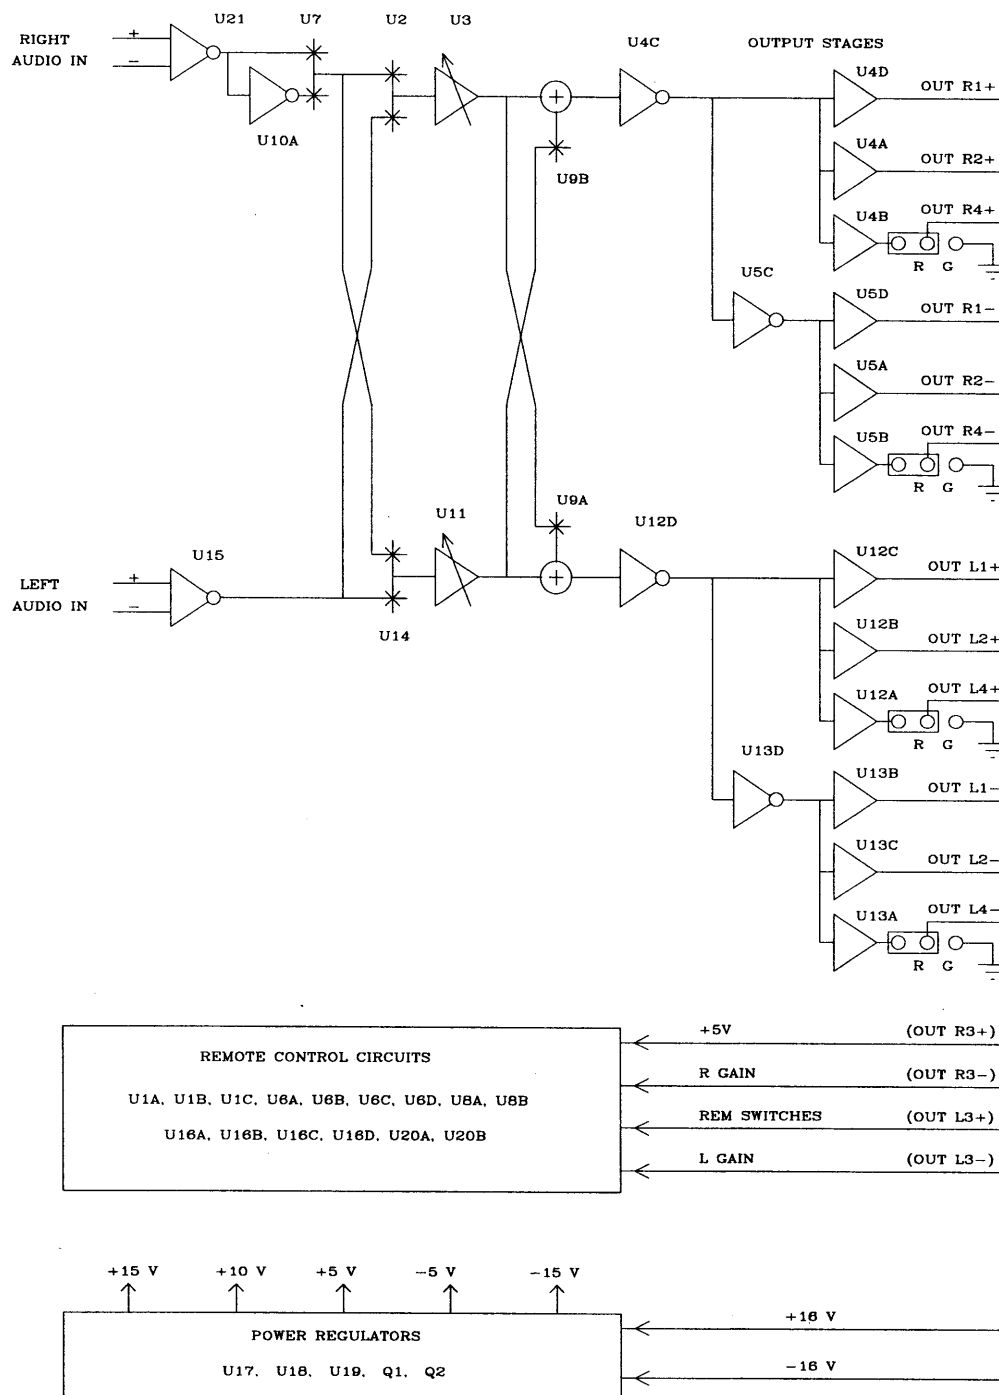 U21 U7 U2 U3 U4C OUTPUT STAGES
RIGHT
AUDIO IN
+
−
U10A
U9B
U4D OUT R1+
U4A OUT R2+
U4B OUT R4+
R G
U5C
U5D OUT R1−
U5A OUT R2−
U5B OUT R4−
R G
U9A
U11
U12D
U15
LEFT
AUDIO IN
+
−
U14
U12C OUT L1+
U12B OUT L2+
U12A OUT L4+
R G
U13D
U13B OUT L1−
U13C OUT L2−
U13A OUT L4−
R G
REMOTE CONTROL CIRCUITS
U1A, U1B, U1C, U6A, U6B, U6C, U6D, U8A, U8B
U16A, U16B, U16C, U16D, U20A, U20B
+5V (OUT R3+)
R GAIN (OUT R3−)
REM SWITCHES (OUT L3+)
L GAIN (OUT L3−)
+15 V +10 V +5 V −5 V −15 V
POWER REGULATORS
U17, U18, U19, Q1, Q2
+16 V
−16 V